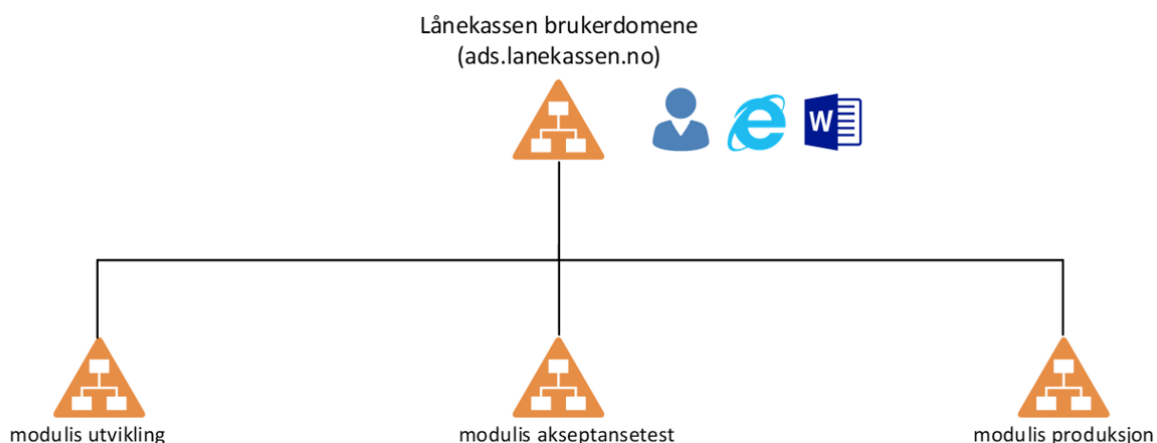 Lånekassen brukerdomene
(ads.lanekassen.no)
W
modulis utvikling
modulis akseptansetest
modulis produksjon